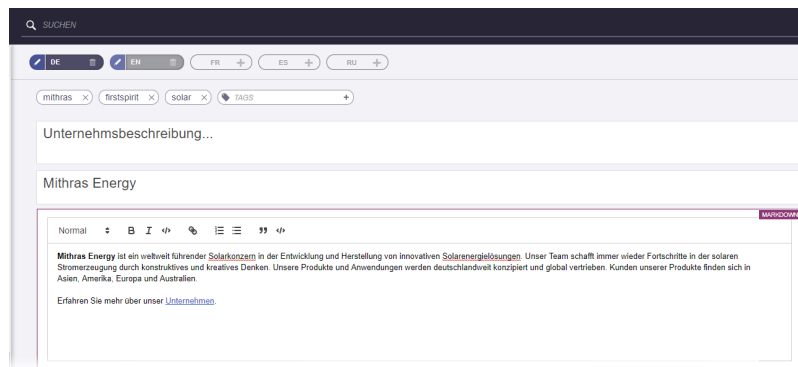 SUCHEN
DE EN FR + ES + RU +
mithras × firstspirit × solar × TAGS +
Unternehmsbeschreibung...
Mithras Energy
MARKDOWN
Normal B I </> </>
Mithras Energy ist ein weltweit führender Solarkonzern in der Entwicklung und Herstellung von innovativen Solarenergielösungen. Unser Team schafft immer wieder Fortschritte in der solaren
Stromerzeugung durch konstruktives und kreatives Denken. Unsere Produkte und Anwendungen werden deutschlandweit konzipiert und global vertrieben. Kunden unserer Produkte finden sich in
Asien, Amerika, Europa und Australien.
Erfahren Sie mehr über unser Unternehmen.